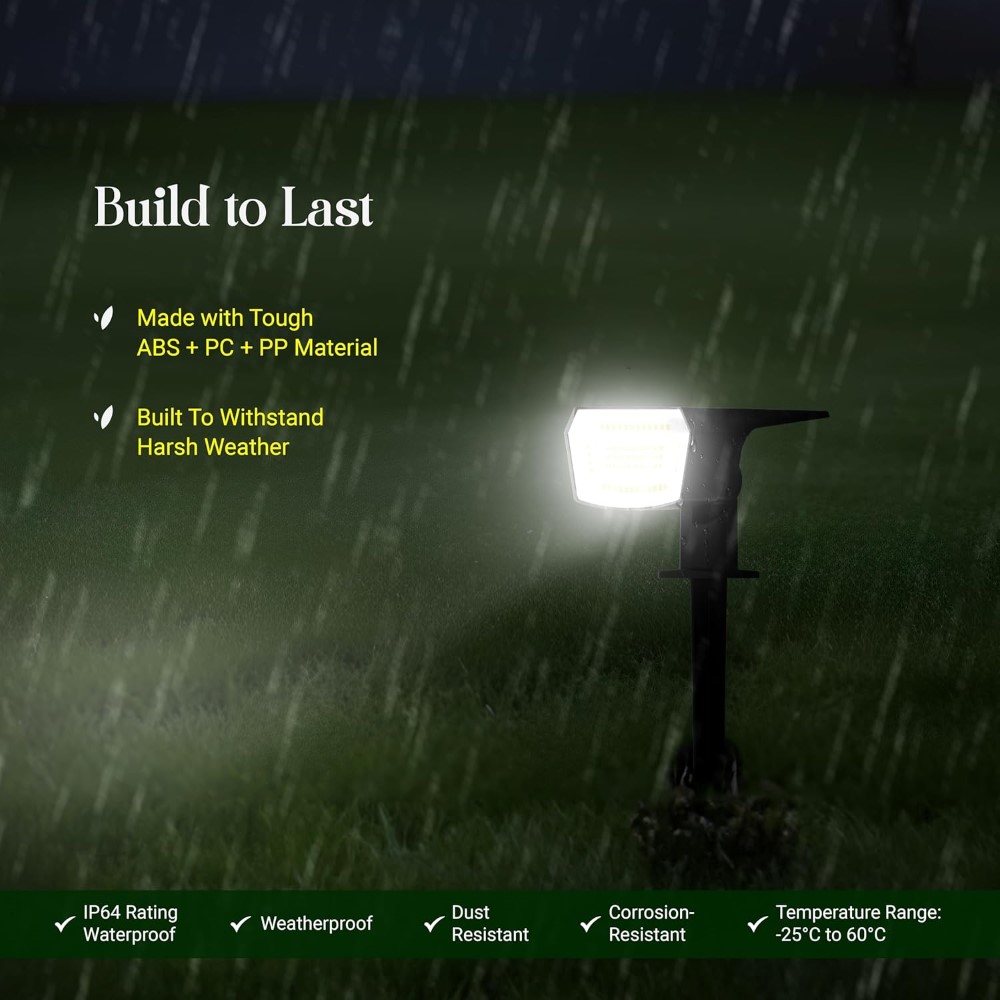 Build to Last
Made with Tough
ABS + PC + PP Material
Built To Withstand
Harsh Weather
IP64 Rating
Waterproof
Weatherproof
Dust
Resistant
Corrosion-
Resistant
Temperature Range:
-25°C to 60°C